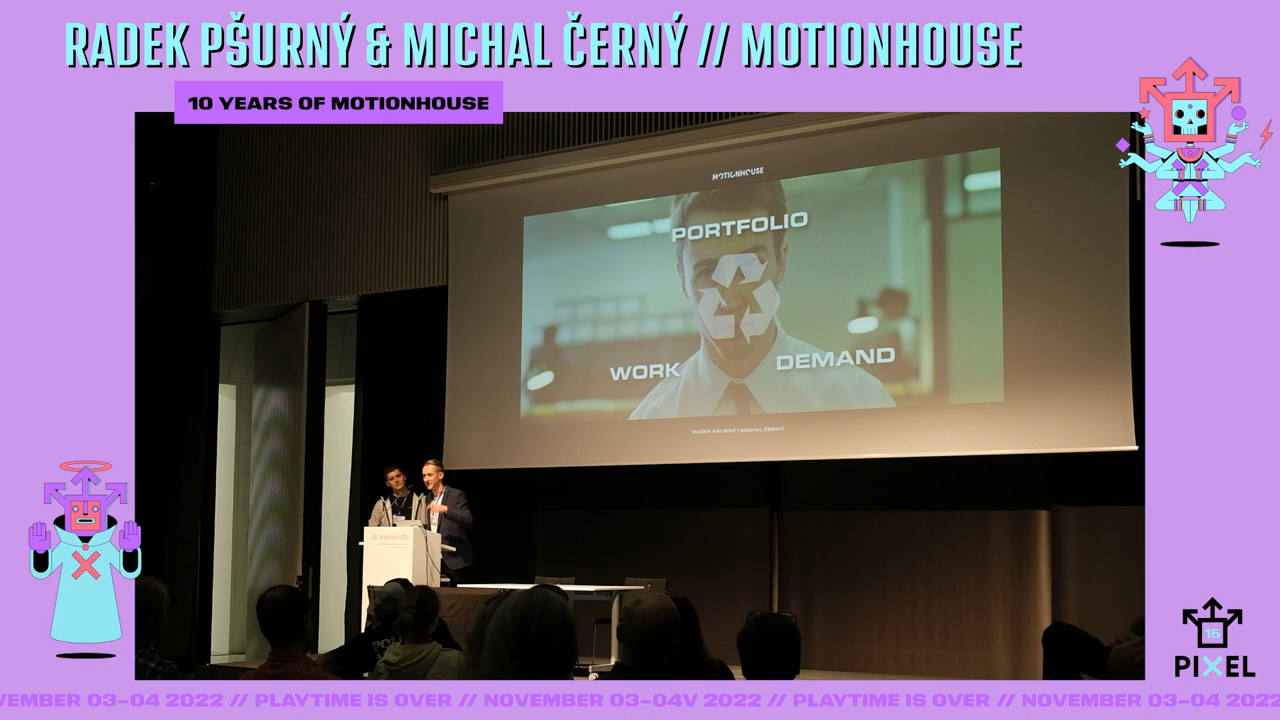 RADEK PŠURNÝ & MICHAL ČERNÝ // MOTIONHOUSE
10 YEARS OF MOTIONHOUSE
MOTIONHOUSE
PORTFOLIO
WORK
DEMAND
RADEK PŠURNÝ | MICHAL ČERNÝ
15
PIXEL
VEMBER 03–04 2022 // PLAYTIME IS OVER // NOVEMBER 03–04V 2022 // PLAYTIME IS OVER // NOVEMBER 03–04 2022